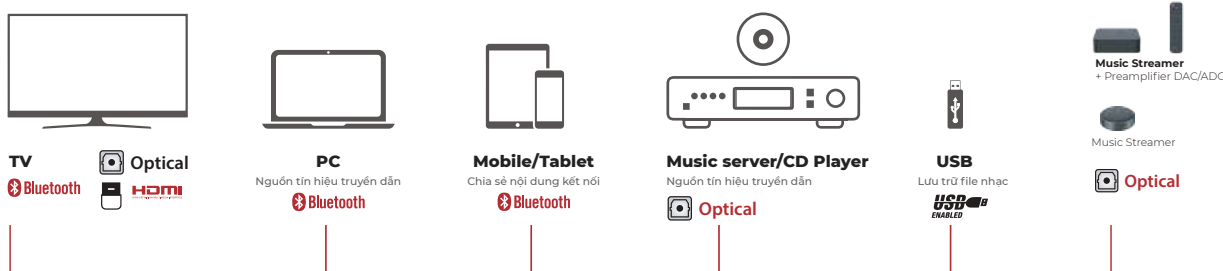 TV
Optical
Bluetooth
HDMI
PC
Nguồn tín hiệu truyền dẫn
Bluetooth
Mobile/Tablet
Chia sẻ nội dung kết nối
Bluetooth
Music server/CD Player
Nguồn tín hiệu truyền dẫn
Optical
USB
Lưu trữ file nhạc
USB
ENABLED
Music Streamer
+ Preamplifier DAC/ADC
Music Streamer
Optical